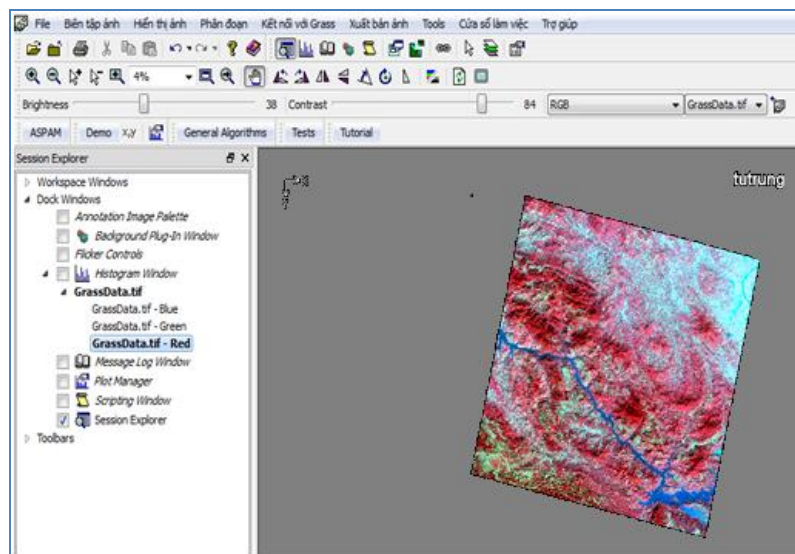 File Biên tập ảnh Hiển thị ảnh Phân đoạn Kết nối với Grass Xuất bản ảnh Tools Cửa sổ làm việc Trợ giúp
4%
Brightness 38 Contrast 84 RGB GrassData.tif
ASPAM Demo x,y General Algorithms Tests Tutorial
Session Explorer
Workspace Windows
Dock Windows
Annotation Image Palette
Background Plug-In Window
Flicker Controls
Histogram Window
GrassData.tif
GrassData.tif - Blue
GrassData.tif - Green
GrassData.tif - Red
Message Log Window
Plot Manager
Scripting Window
Session Explorer
Toolbars
tutrung